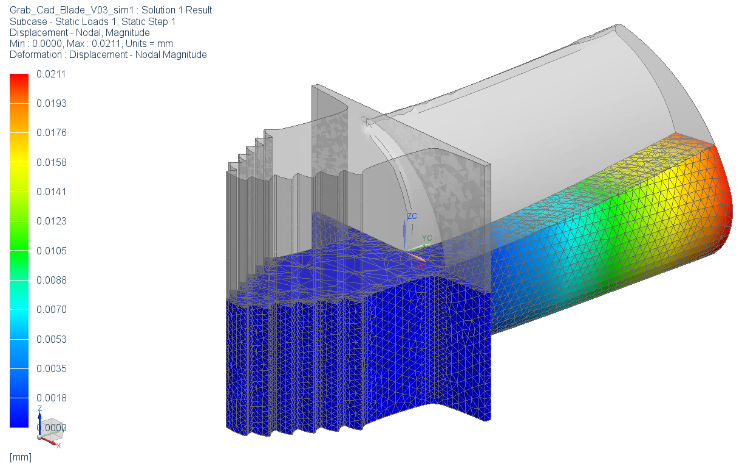 Grab_Cad_Blade_V03_sim1 : Solution 1 Result
Subcase - Static Loads 1, Static Step 1
Displacement - Nodal, Magnitude
Min : 0.0000, Max : 0.0211, Units = mm
Deformation : Displacement - Nodal Magnitude
0.0211
0.0193
0.0176
0.0158
0.0141
0.0123
0.0105
0.0088
0.0070
0.0053
0.0035
0.0018
0.0000
[mm]
ZC
YC
Z
X